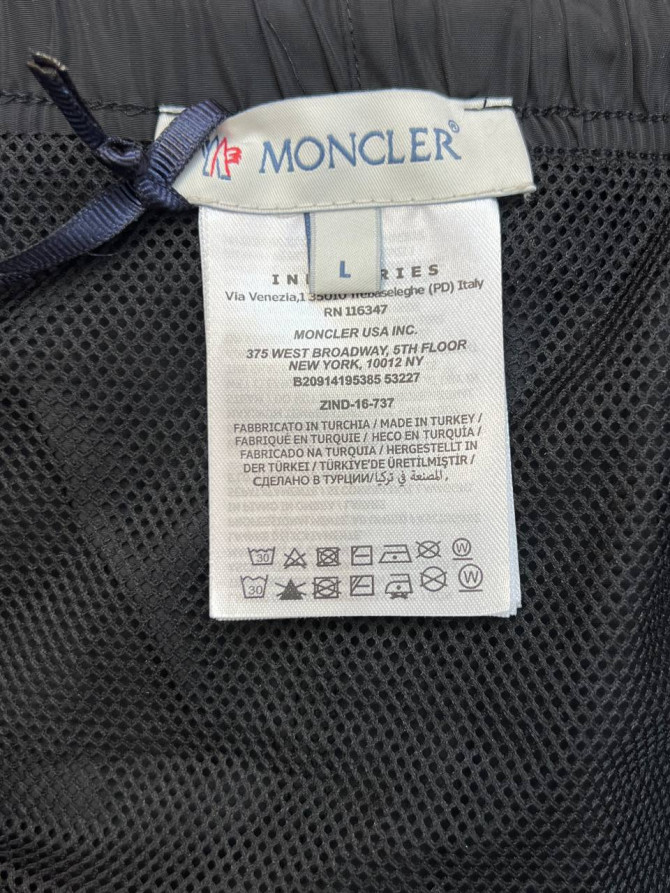 MONCLER®
L
IN RIES
Via Venezia,1 35010 Trebaseleghe (PD) Italy
RN 116347
MONCLER USA INC.
375 WEST BROADWAY, 5TH FLOOR
NEW YORK, 10012 NY
B20914195385 53227
ZIND-16-737
FABBRICATO IN TURCHIA / MADE IN TURKEY /
FABRIQUÉ EN TURQUIE / HECO EN TURQUÍA /
FABRICADO NA TURQUIA / HERGESTELLT IN
DER TÜRKEI / TÜRKİYE'DE ÜRETİLMİŞTİR /
СДЕЛАНО В ТУРЦИИ/المصنعة في تركيا.
30 W
30 W